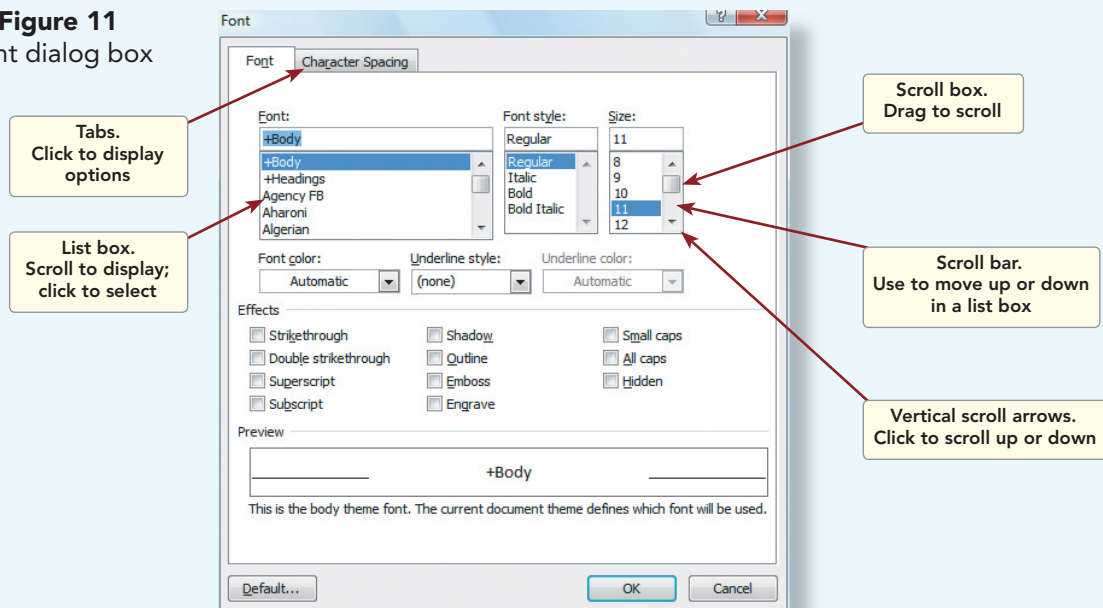 Figure 11
nt dialog box
Font
?
X
Font
Character Spacing
Font:
Font style:
Size:
+Body
Regular
11
+Body
+Headings
Agency FB
Aharoni
Algerian
Regular
Italic
Bold
Bold Italic
8
9
10
11
12
Font color:
Underline style:
Underline color:
Automatic
(none)
Automatic
Effects
Strikethrough
Shadow
Small caps
Double strikethrough
Outline
All caps
Superscript
Emboss
Hidden
Subscript
Engrave
Preview
+Body
This is the body theme font. The current document theme defines which font will be used.
Default...
OK
Cancel
Tabs.
Click to display
options
List box.
Scroll to display;
click to select
Scroll box.
Drag to scroll
Scroll bar.
Use to move up or down
in a list box
Vertical scroll arrows.
Click to scroll up or down